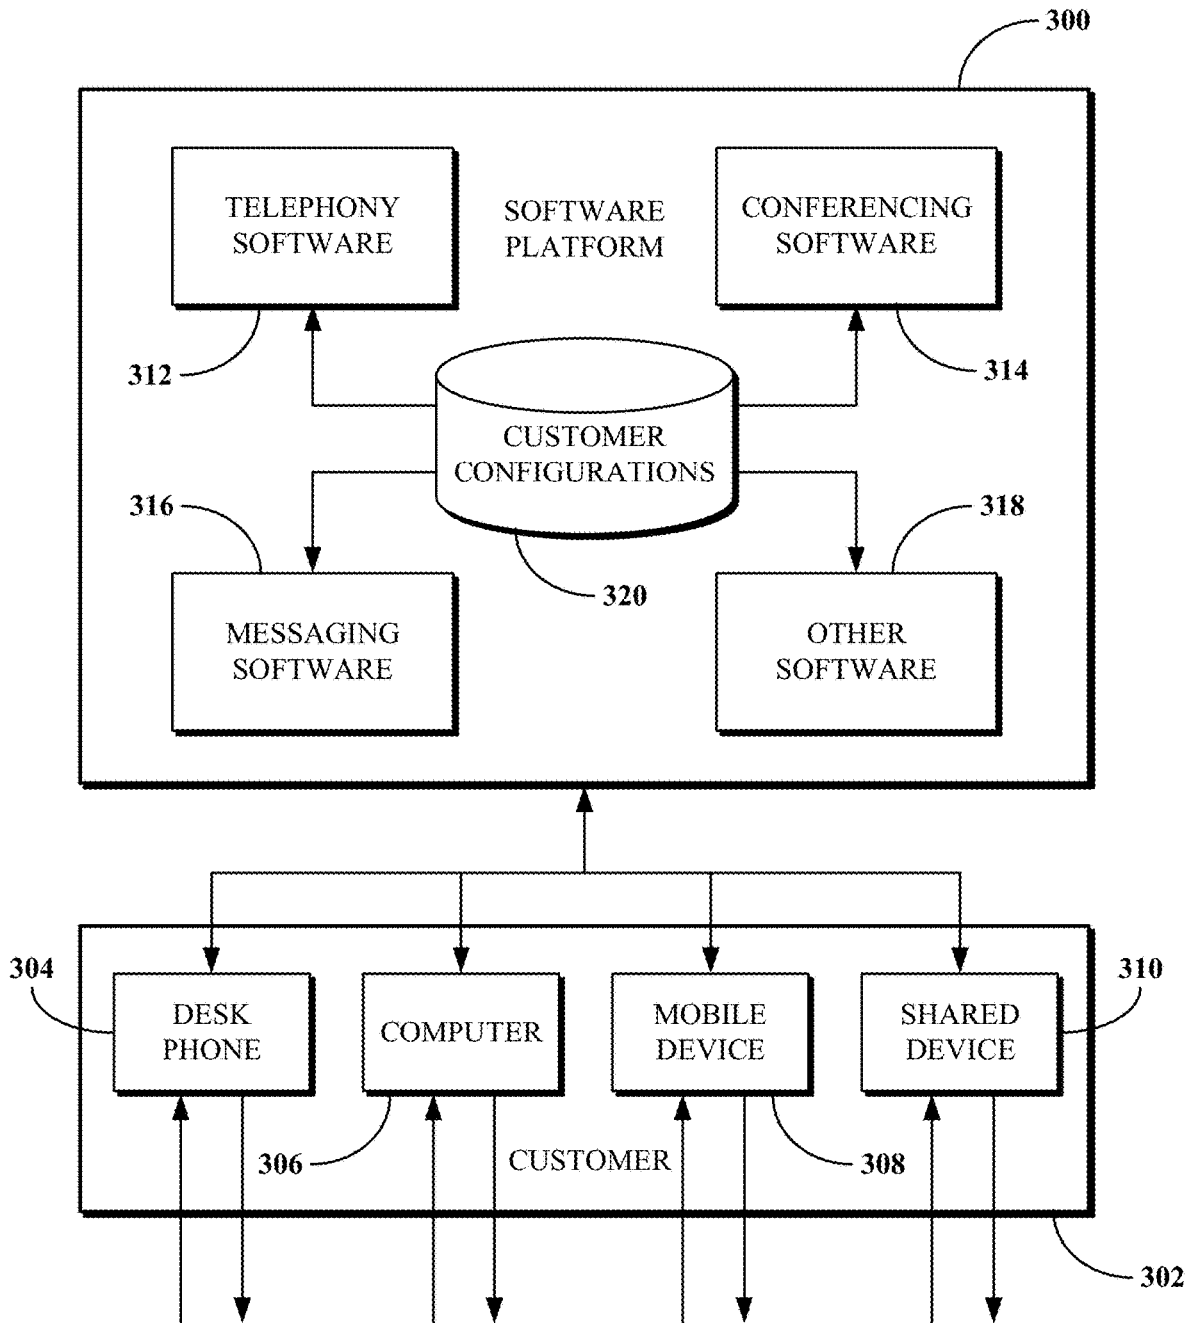 300
TELEPHONY
SOFTWARE
SOFTWARE
PLATFORM
CONFERENCING
SOFTWARE
312
314
CUSTOMER
CONFIGURATIONS
316
318
320
MESSAGING
SOFTWARE
OTHER
SOFTWARE
304
310
DESK
PHONE
COMPUTER
MOBILE
DEVICE
SHARED
DEVICE
306
CUSTOMER
308
302